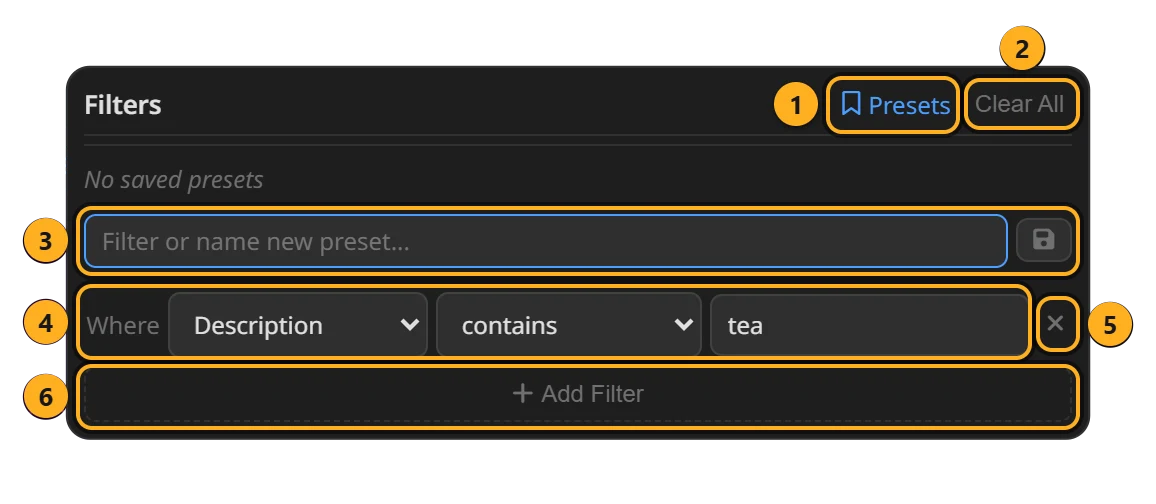 2
Filters 1 Presets Clear All
No saved presets
3 Filter or name new preset...
4 Where Description contains tea 5
6 Add Filter